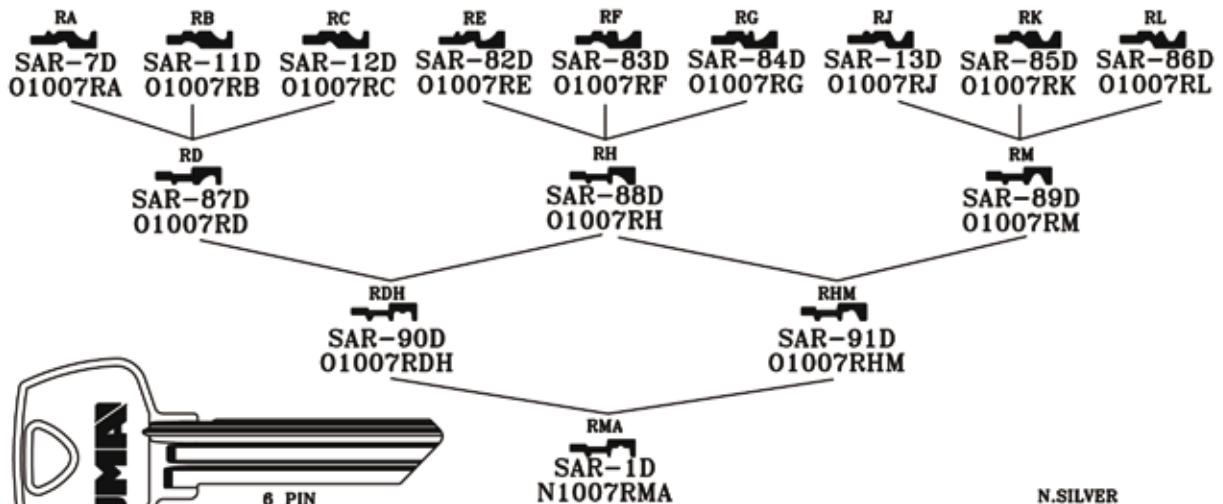 RA RB RC RE RF RG RJ RK RL
SAR-7D SAR-11D SAR-12D SAR-82D SAR-83D SAR-84D SAR-13D SAR-85D SAR-86D
O1007RA O1007RB O1007RC O1007RE O1007RF O1007RG O1007RJ O1007RK O1007RL
RD RH RM
SAR-87D SAR-88D SAR-89D
O1007RD O1007RH O1007RM
RDH RHM
SAR-90D SAR-91D
O1007RDH O1007RHM
RMA
SAR-1D
N1007RMA
6 PIN
N.SILVER